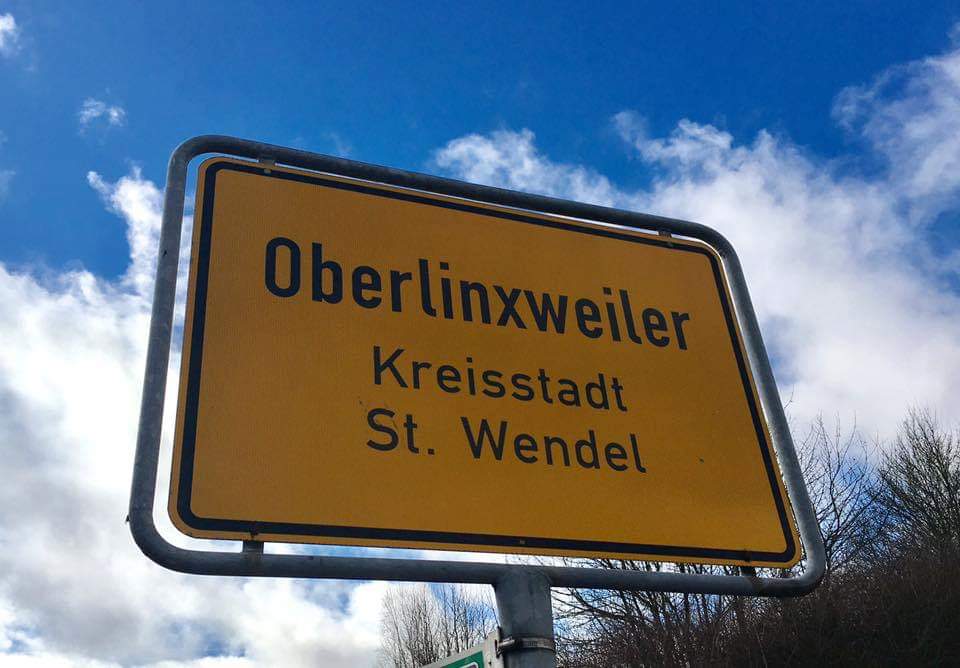 Oberlinxweiler
Kreisstadt
St. Wendel